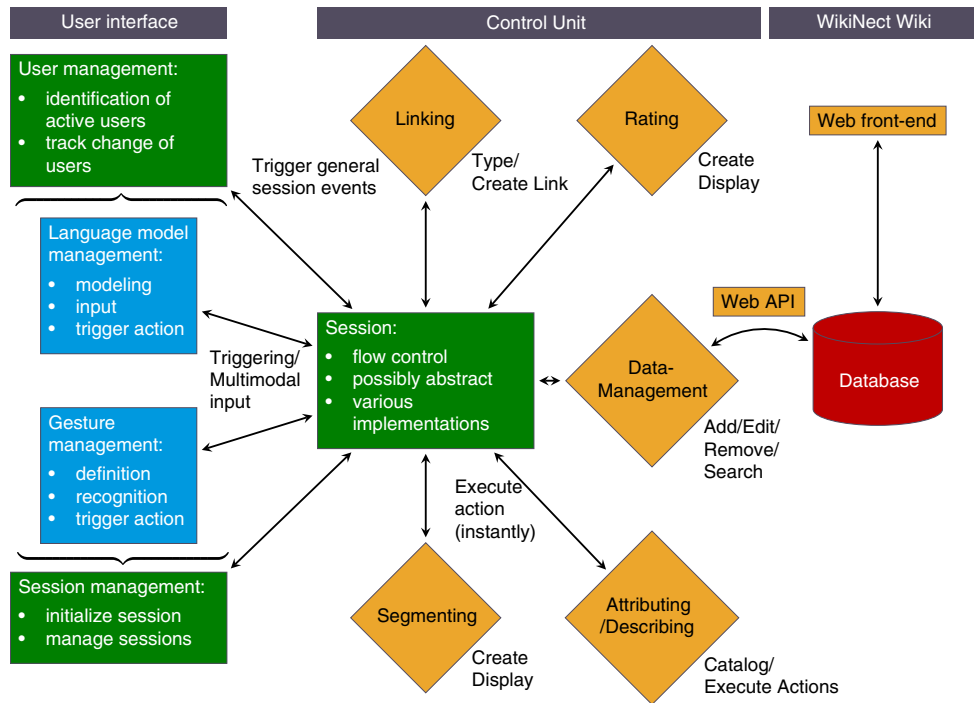 User interface
Control Unit
WikiNect Wiki
User management:
• identification of
active users
• track change of
users
Language model
management:
• modeling
• input
• trigger action
Gesture
management:
• definition
• recognition
• trigger action
Session management:
• initialize session
• manage sessions
Trigger general
session events
Triggering/
Multimodal
input
Linking
Type/
Create Link
Rating
Create
Display
Session:
• flow control
• possibly abstract
• various
implementations
Data-
Management
Add/Edit/
Remove/
Search
Execute
action
(instantly)
Segmenting
Create
Display
Attributing
/Describing
Catalog/
Execute Actions
Web front-end
Web API
Database